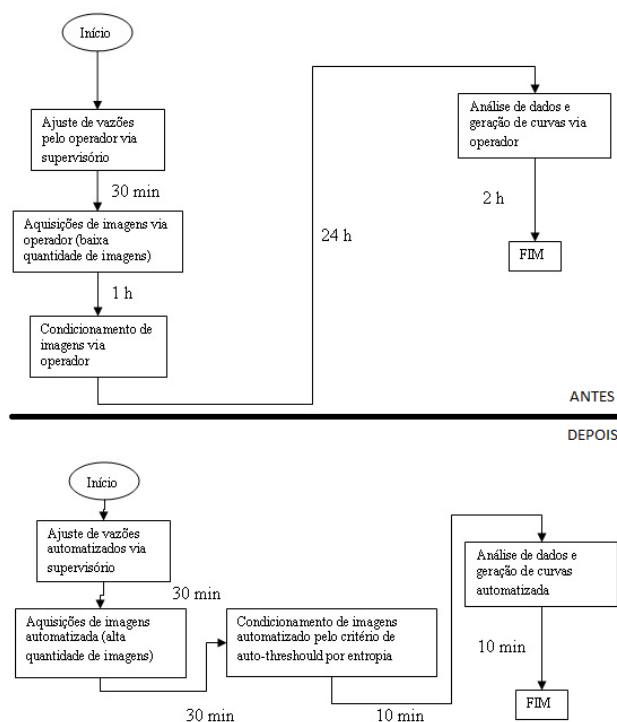 Início
Ajuste de vazões
pelo operador via
supervisório
30 min
Aquisições de imagens via
operador (baixa
quantidade de imagens)
1 h
Condicionamento de
imagens via
operador
24 h
Análise de dados e
geração de curvas via
operador
2 h
FIM
ANTES
DEPOIS
Início
Ajuste de vazões
automatizados via
supervisório
30 min
Aquisições de imagens
automatizada (alta
quantidade de imagens)
30 min
Condicionamento de imagens
automatizado pelo critério de
auto-threshould por entropia
10 min
Análise de dados e
geração de curvas
automatizada
10 min
FIM